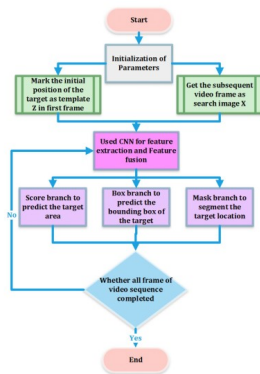 Start
Initialization of
Parameters
Mark the initial
position of the
target as template
Z in first frame
Get the subsequent
video frame as
search image X
Used CNN for feature
extraction and Feature
fusion
No
Score branch to
predict the target
area
Box branch to
predict the
bounding box of
the target
Mask branch to
segment the
target location
Whether all frame of
video sequence
completed
Yes
End